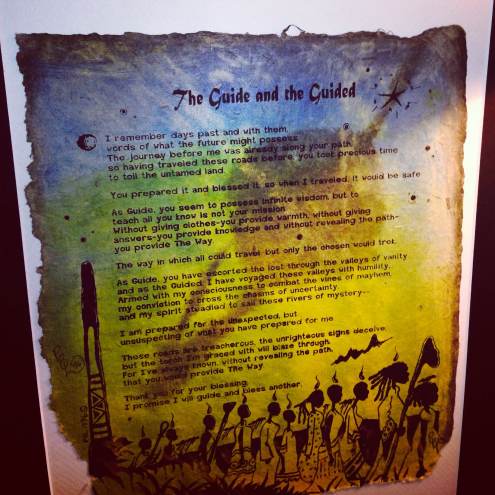 The Guide and the Guided
I remember days past and with them,
words of what the future might possess
The journey before me was already along your path
so having traveled these roads before, you took precious time
to toil the untamed land.
You prepared it and blessed it, so when I traveled, it would be safe
As Guide, you seem to possess infinite wisdom, but to
teach all you know is not your mission
Without giving clothes-you provide warmth, without giving
answers-you provide knowledge and without revealing the path-
you provide The Way.
The way in which all could travel but only the chosen would trek.
As Guide, you have escorted the lost through the valleys of vanity
and as the Guided, I have voyaged these valleys with humility.
Armed with my consciousness to combat the vines of mayhem,
my conviction to cross the chasms of uncertainty
and my spirit steadied to sail these rivers of mystery--
I am prepared for the unexpected, but
unsuspecting of what you have prepared for me
These roads are treacherous, the unrighteous signs deceive,
but the torch I'm graced with will blaze through.
For I've always known, without revealing the path,
that you would provide The Way
Thank you for your blessing,
I promise I will guide and bless another.